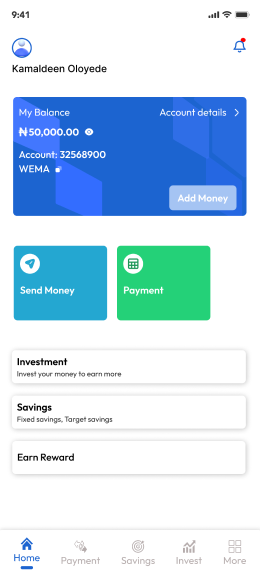 9:41
Kamaldeen Oloyede
My Balance
Account details
₦50,000.00
Account: 32568900
WEMA
Add Money
Send Money
Payment
Investment
Invest your money to earn more
Savings
Fixed savings, Target savings
Earn Reward
Home
Payment
Savings
Invest
More